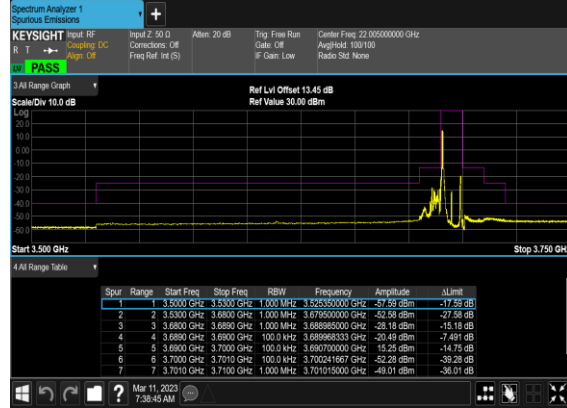 Spectrum Analyzer 1
Spurious Emissions
+
KEYSIGHT Input: RF Input Z: 50 Ω Atten: 20 dB Trig: Free Run Center Freq: 22.005000000 GHz
R T Coupling: DC Corrections: Off Gate: Off Avg|Hold: 100/100
Align: Off Freq Ref: Int (S) IF Gain: Low Radio Std: None
PASS
3 All Range Graph
Ref Lvl Offset 13.45 dB
Scale/Div 10.0 dB Ref Value 30.00 dBm
Log
20.0
10.0
0.00
-10.0
-20.0
-30.0
-40.0
-50.0
-60.0
Start 3.500 GHz Stop 3.750 GHz
4 All Range Table
Spur Range Start Freq Stop Freq RBW Frequency Amplitude ΔLimit
1 1 3.5000 GHz 3.5300 GHz 1.000 MHz 3.525350000 GHz -57.59 dBm -17.59 dB
2 2 3.5300 GHz 3.6800 GHz 1.000 MHz 3.679500000 GHz -52.58 dBm -27.58 dB
3 3 3.6800 GHz 3.6890 GHz 1.000 MHz 3.688985000 GHz -28.18 dBm -15.18 dB
4 4 3.6890 GHz 3.6900 GHz 100.0 kHz 3.689968333 GHz -20.49 dBm -7.491 dB
5 5 3.6900 GHz 3.7000 GHz 100.0 kHz 3.690700000 GHz 15.25 dBm -14.75 dB
6 6 3.7000 GHz 3.7010 GHz 100.0 kHz 3.700241667 GHz -52.28 dBm -39.28 dB
7 7 3.7010 GHz 3.7100 GHz 1.000 MHz 3.701015000 GHz -49.01 dBm -36.01 dB
? Mar 11, 2023
7:38:45 AM